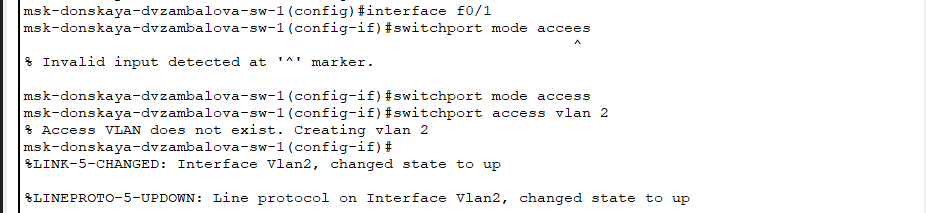 msk-donskaya-dvzambalova-sw-1(config)#interface f0/1
msk-donskaya-dvzambalova-sw-1(config-if)#switchport mode accees
^
% Invalid input detected at '^' marker.
msk-donskaya-dvzambalova-sw-1(config-if)#switchport mode access
msk-donskaya-dvzambalova-sw-1(config-if)#switchport access vlan 2
% Access VLAN does not exist. Creating vlan 2
msk-donskaya-dvzambalova-sw-1(config-if)#
%LINK-5-CHANGED: Interface Vlan2, changed state to up
%LINEPROTO-5-UPDOWN: Line protocol on Interface Vlan2, changed state to up